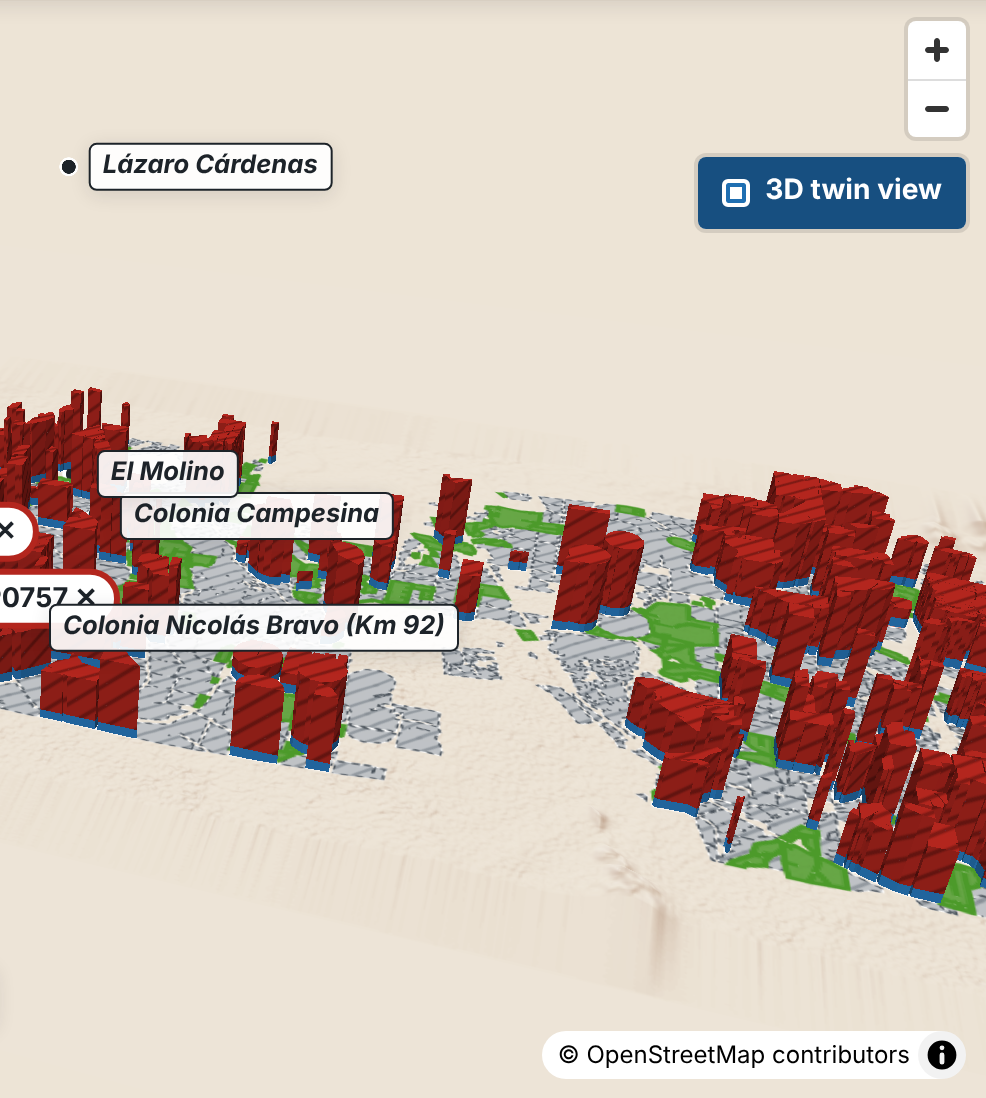 +
−
Lázaro Cárdenas
3D twin view
El Molino
Colonia Campesina
×
0757 ×
Colonia Nicolás Bravo (Km 92)
© OpenStreetMap contributors